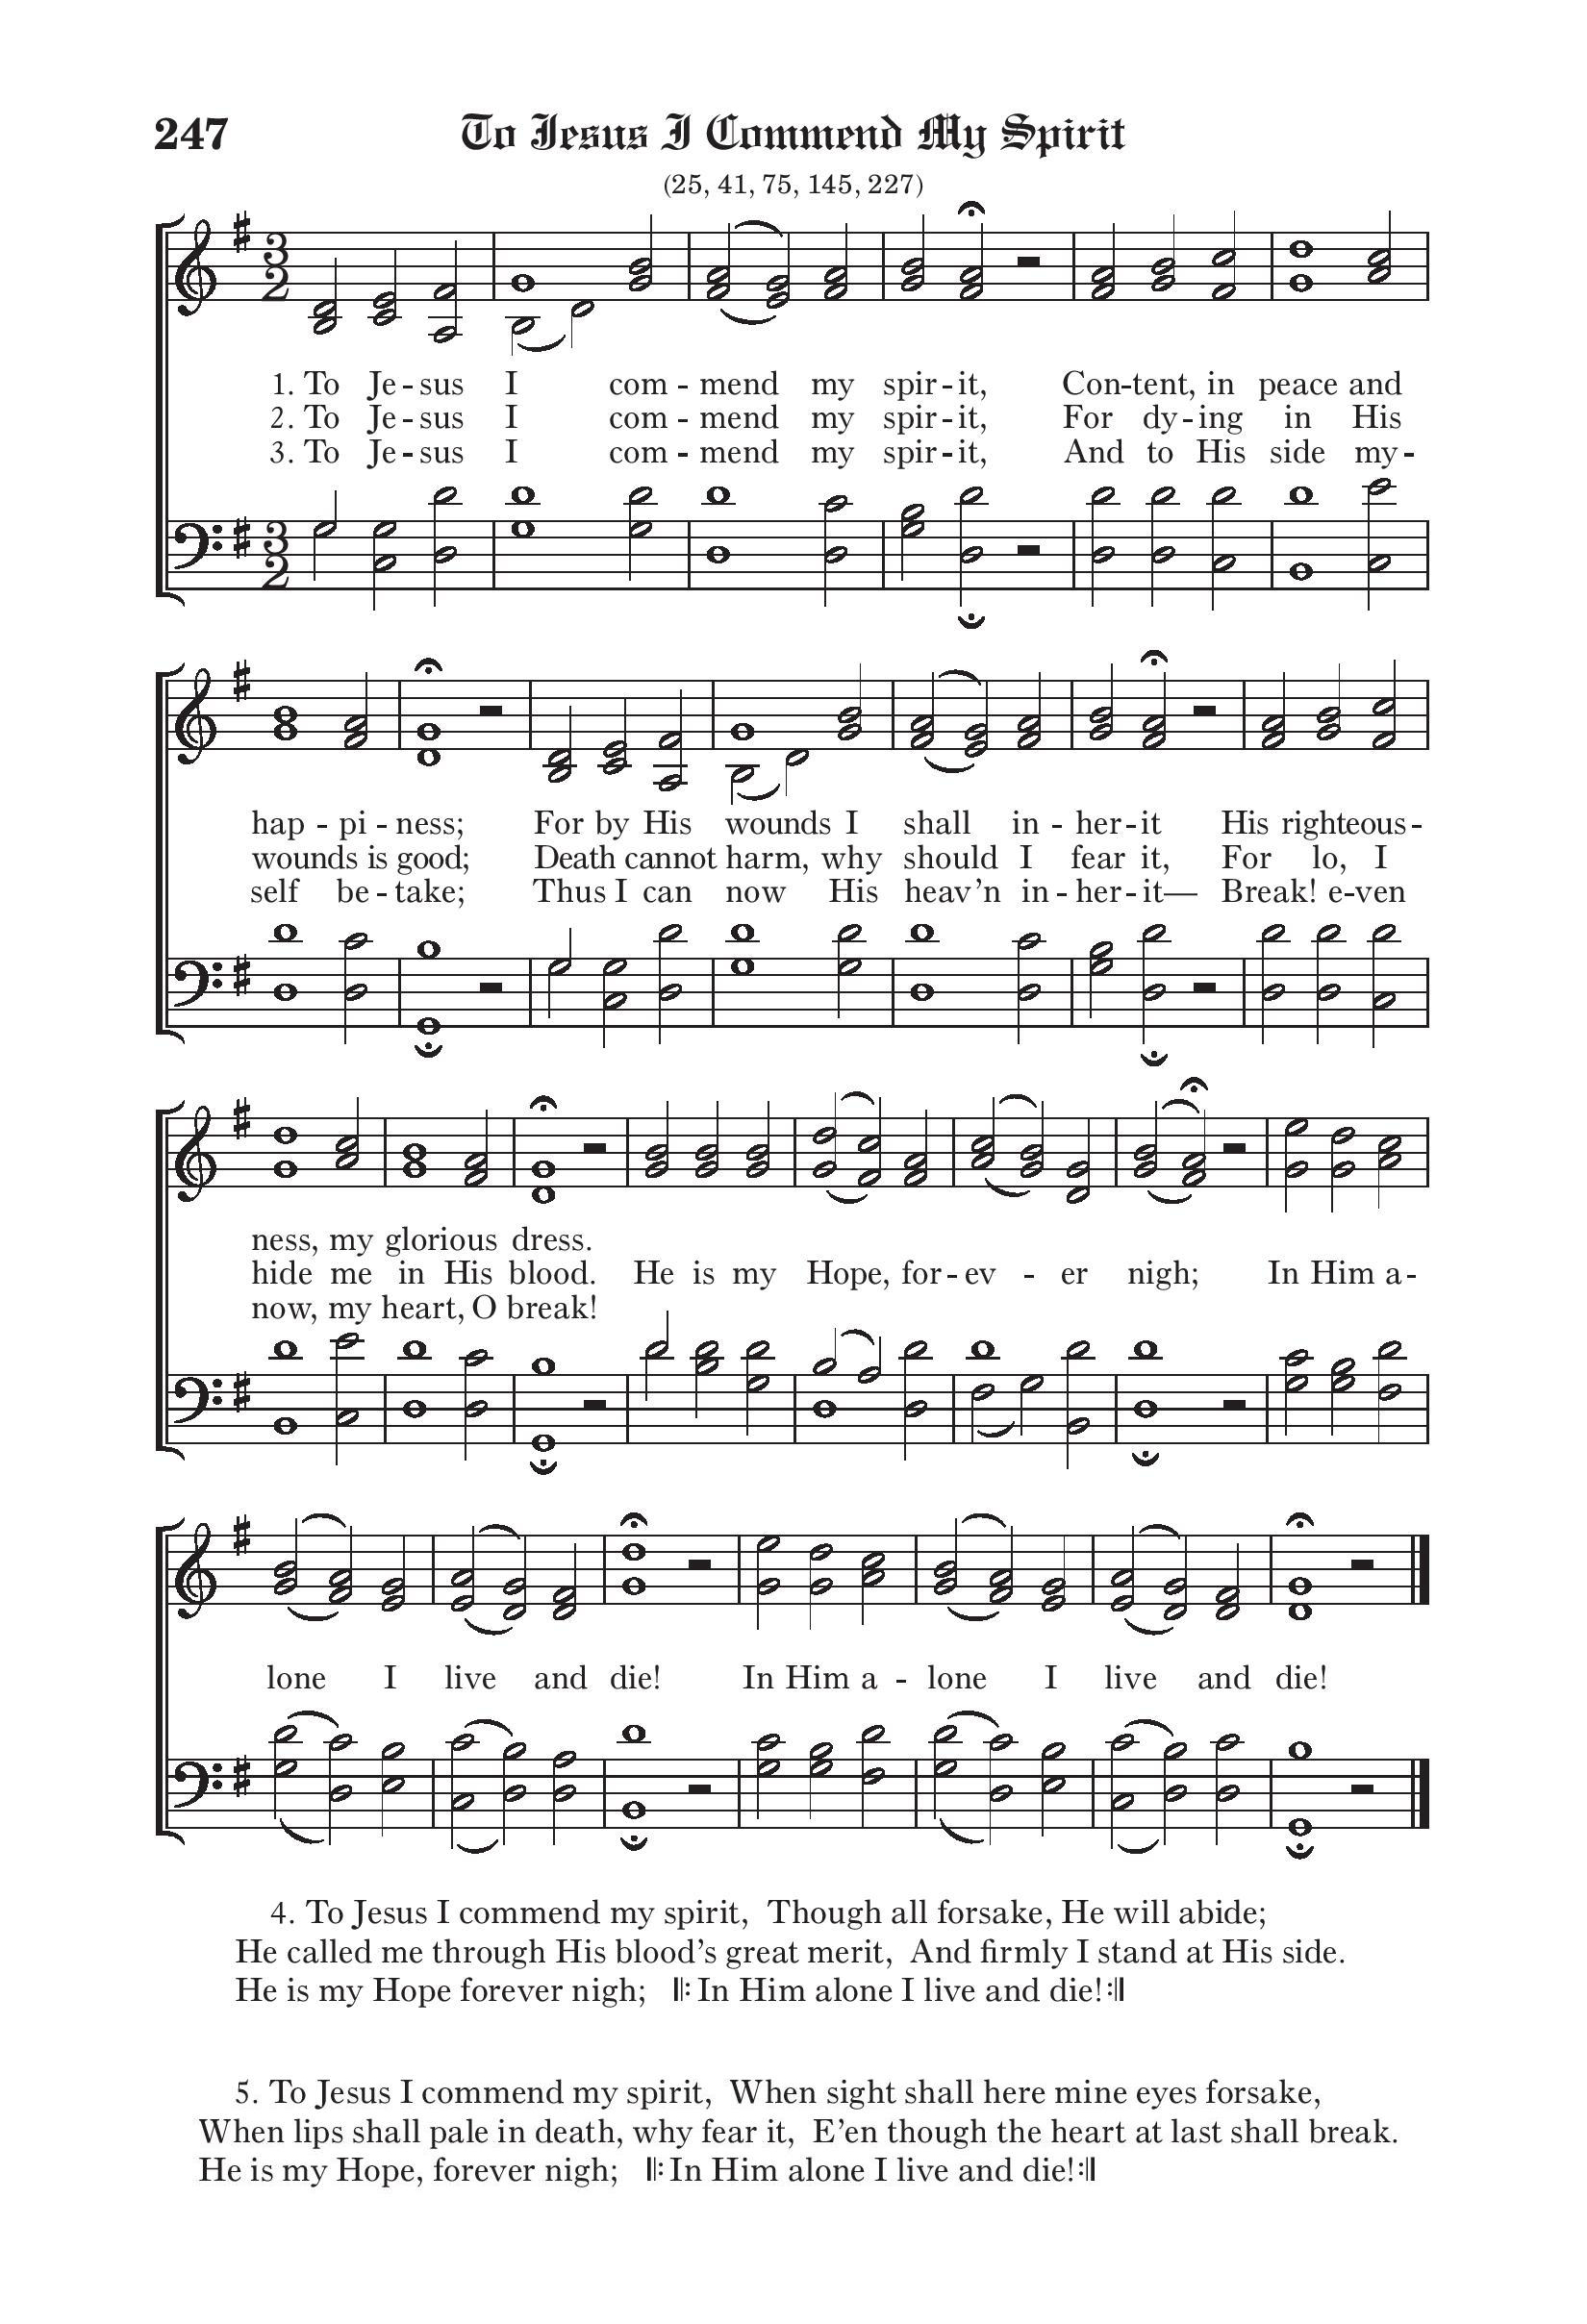 247 To Jesus I Commend My Spirit
(25, 41, 75, 145, 227)
1. To Je - sus I com - mend my spir - it, Con - tent, in peace and
2. To Je - sus I com - mend my spir - it, For dy - ing in His
3. To Je - sus I com - mend my spir - it, And to His side my -
hap - pi - ness; For by His wounds I shall in - her - it His righteous -
wounds is good; Death cannot harm, why should I fear it, For lo, I
self be - take; Thus I can now His heav’n in - her - it— Break! e - ven
ness, my glorious dress.
hide me in His blood. He is my Hope, for - ev - er nigh; In Him a -
now, my heart, O break!
lone I live and die! In Him a - lone I live and die!
4. To Jesus I commend my spirit, Though all forsake, He will abide;
He called me through His blood’s great merit, And firmly I stand at His side.
He is my Hope forever nigh; 𝄆 In Him alone I live and die! 𝄇
5. To Jesus I commend my spirit, When sight shall here mine eyes forsake,
When lips shall pale in death, why fear it, E’en though the heart at last shall break.
He is my Hope, forever nigh; 𝄆 In Him alone I live and die! 𝄇